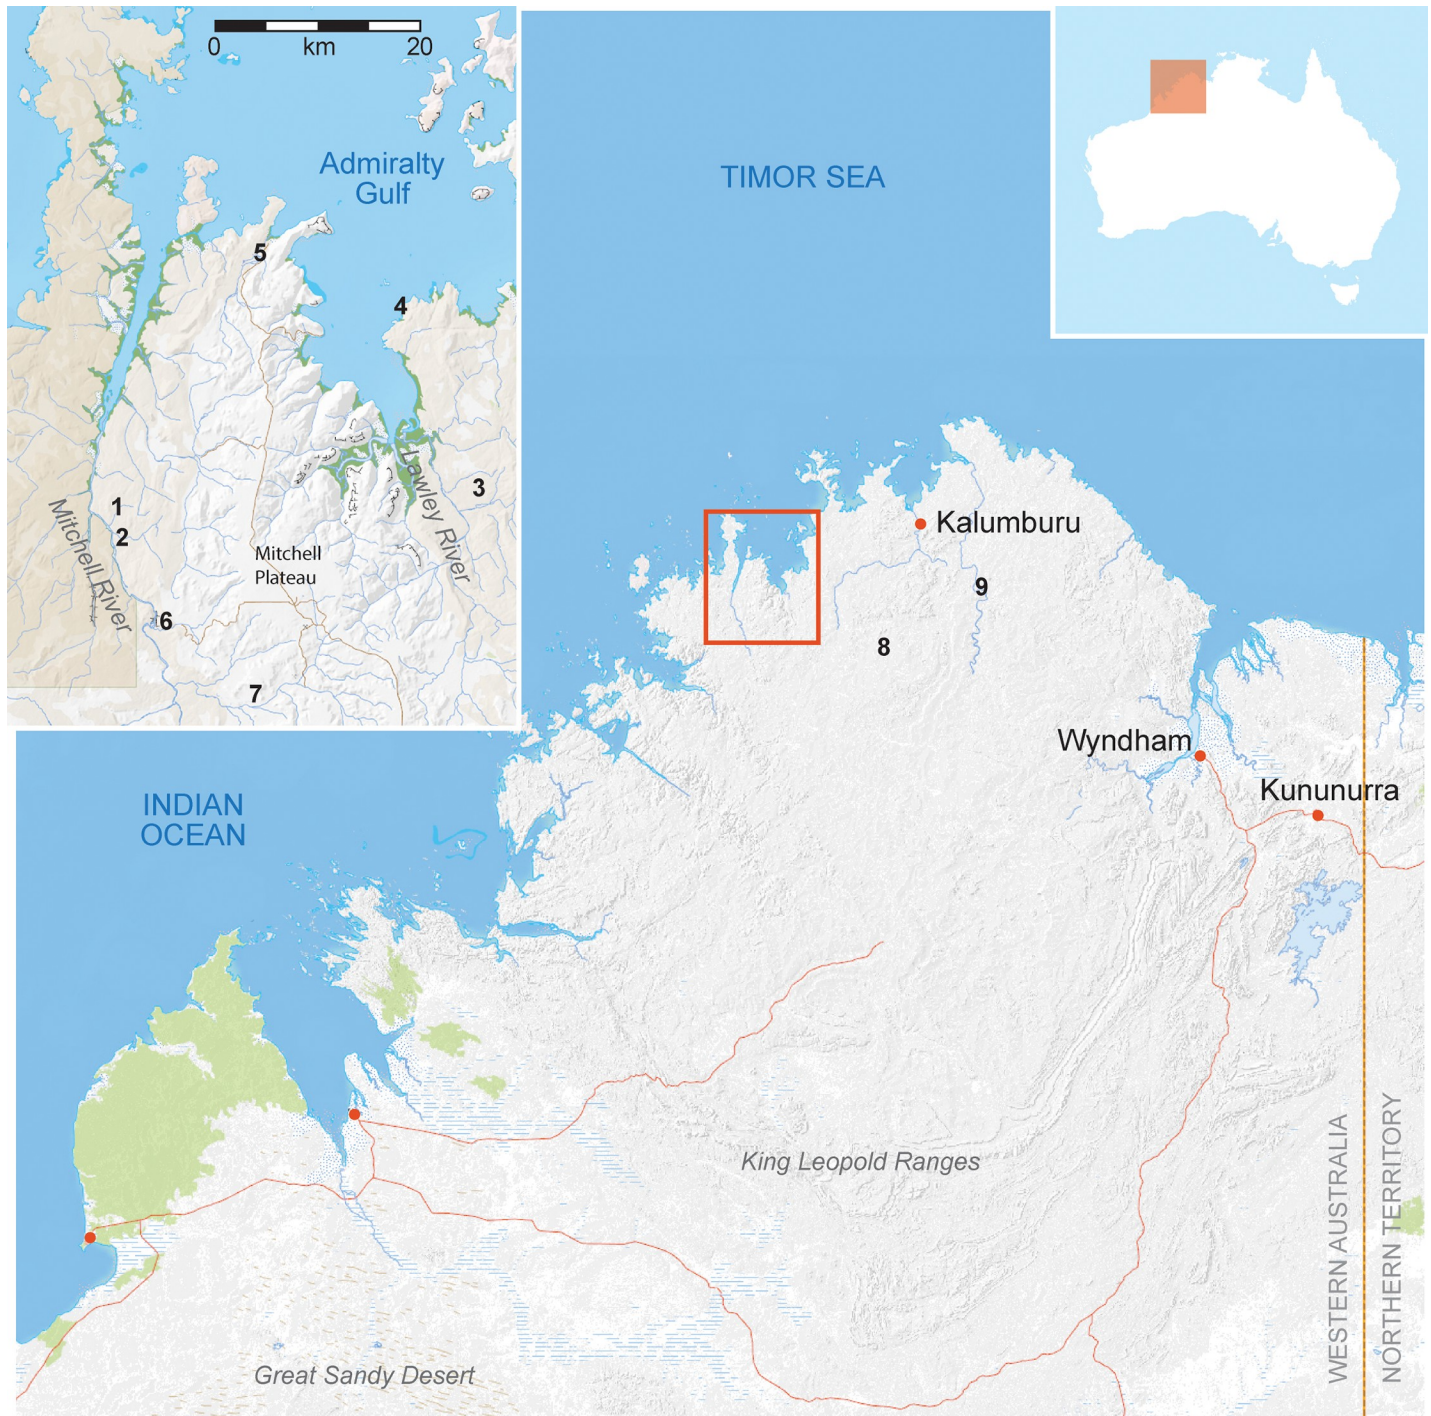 0 km 20
Admiralty
Gulf
5
4
3
1
2
Mitchell River
Lawley River
Mitchell
Plateau
6
7
TIMOR SEA
Kalumburu
9
8
Wyndham
Kununurra
INDIAN
OCEAN
King Leopold Ranges
Great Sandy Desert
WESTERN AUSTRALIA
NORTHERN TERRITORY